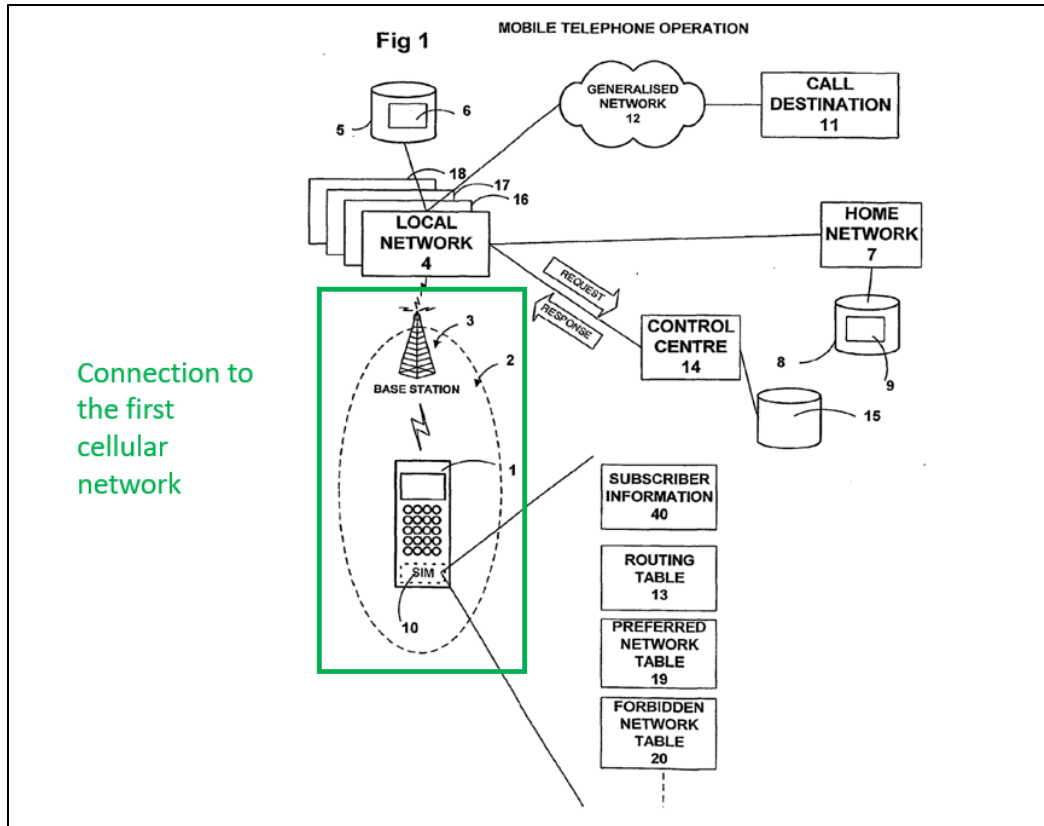 MOBILE TELEPHONE OPERATION
Fig 1
GENERALISED
NETWORK
12
CALL
DESTINATION
11
5
6
18
17
16
LOCAL
NETWORK
4
HOME
NETWORK
7
REQUEST
RESPONSE
CONTROL
CENTRE
14
8
9
15
3
2
BASE STATION
Connection to
the first
cellular
network
1
SIM
10
SUBSCRIBER
INFORMATION
40
ROUTING
TABLE
13
PREFERRED
NETWORK
TABLE
19
FORBIDDEN
NETWORK
TABLE
20